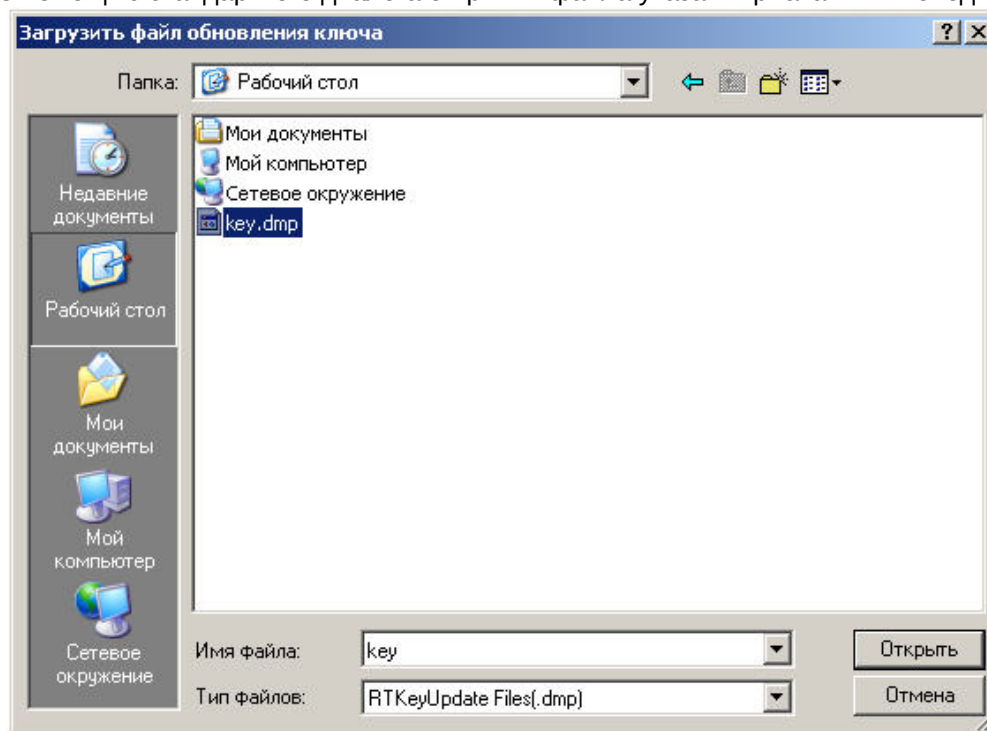 Загрузить файл обновления ключа
Папка:
Рабочий стол
Недавние
документы
Рабочий стол
Мои
документы
Мой
компьютер
Сетевое
окружение
Мои документы
Мой компьютер
Сетевое окружение
key.dmp
Имя файла:
key
Открыть
Тип файлов:
RTKeyUpdate Files(.dmp)
Отмена